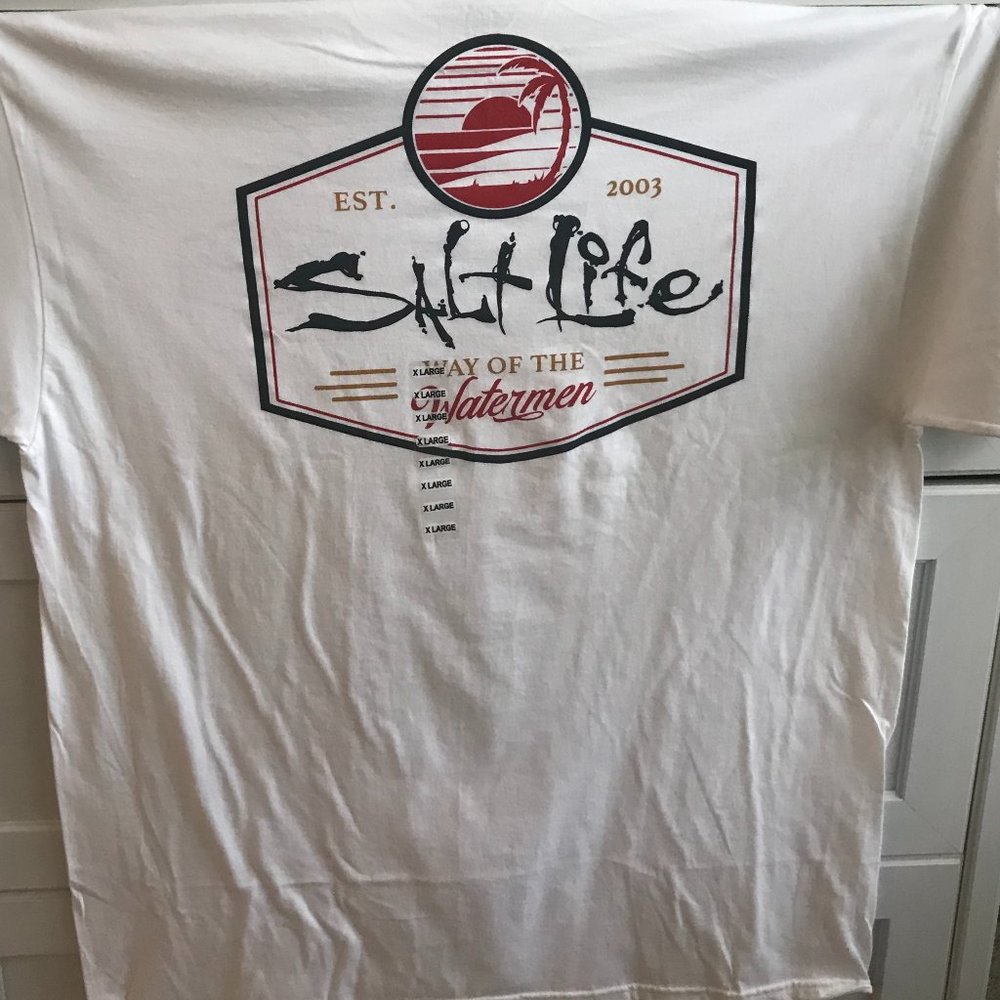 EST. 2003
Salt Life
WAY OF THE
Watermen
X LARGE
X LARGE
X LARGE
X LARGE
X LARGE
X LARGE
X LARGE
X LARGE